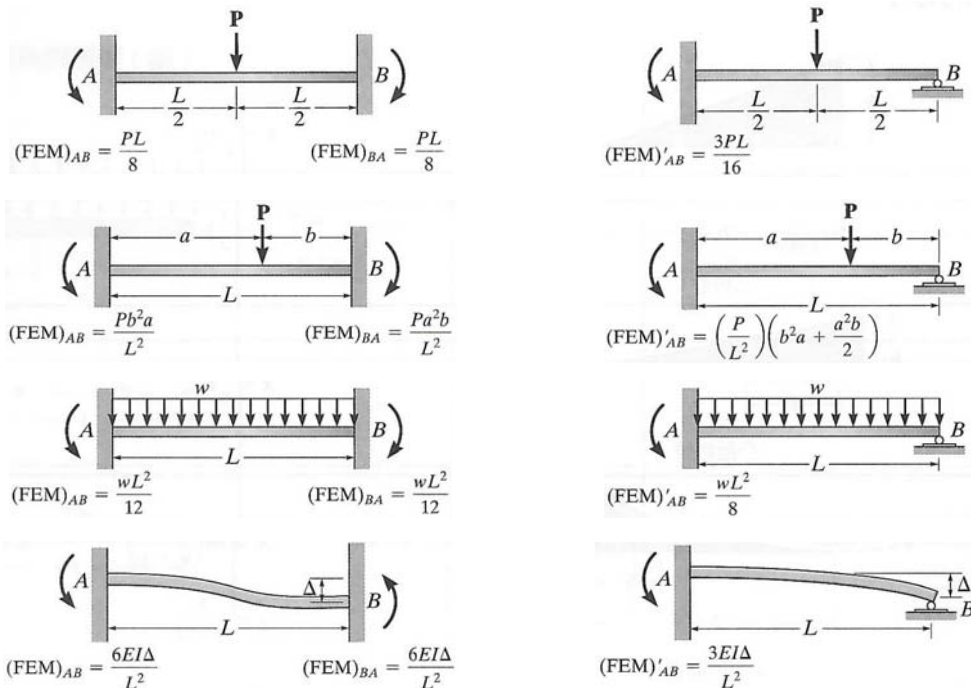 P P
A B A B
L/2 L/2 L/2 L/2
(FEM)AB = PL/8 (FEM)BA = PL/8 (FEM)′AB = 3PL/16
P P
a b a b
A B A B
L L
(FEM)AB = Pb²a/L² (FEM)BA = Pa²b/L² (FEM)′AB = (P/L²)(b²a + a²b/2)
w w
A B A B
L L
(FEM)AB = wL²/12 (FEM)BA = wL²/12 (FEM)′AB = wL²/8
A Δ B A Δ B
L L
(FEM)AB = 6EIΔ/L² (FEM)BA = 6EIΔ/L² (FEM)′AB = 3EIΔ/L²